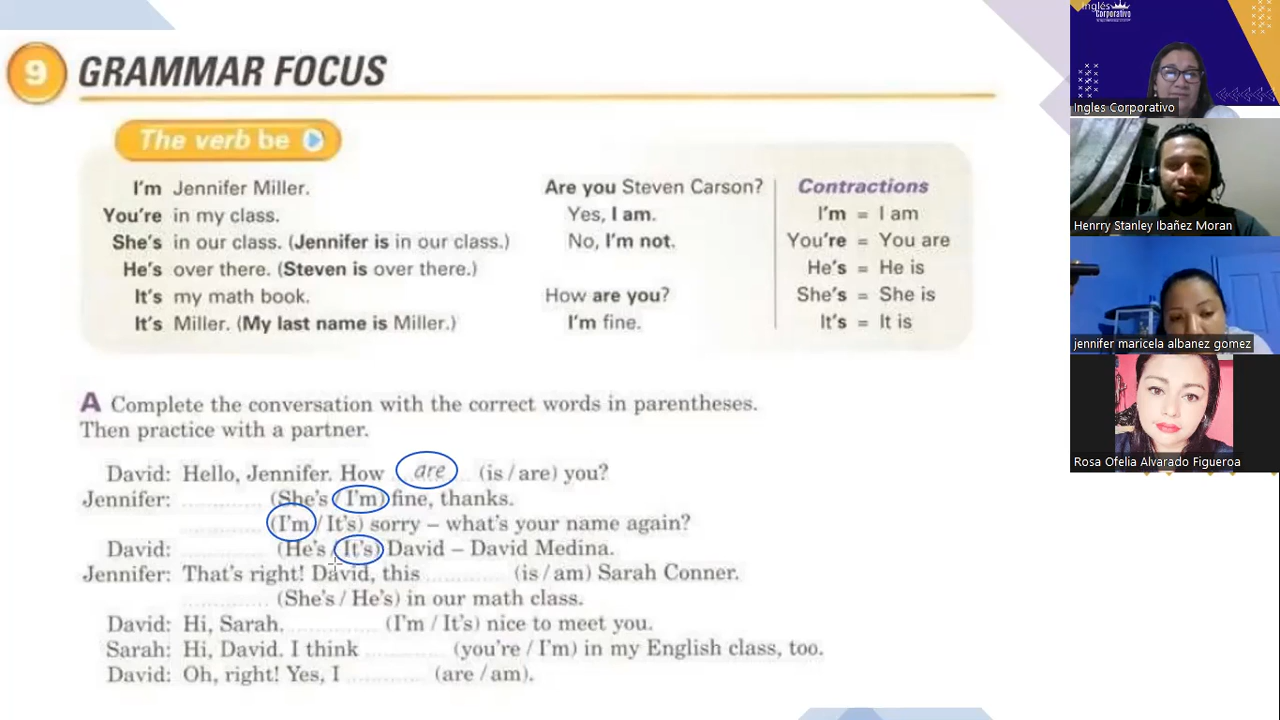 9 GRAMMAR FOCUS
The verb be
I'm Jennifer Miller.
You're in my class.
She's in our class. (Jennifer is in our class.)
He's over there. (Steven is over there.)
It's my math book.
It's Miller. (My last name is Miller.)
Are you Steven Carson?
Yes, I am.
No, I'm not.
How are you?
I'm fine.
Contractions
I'm = I am
You're = You are
He's = He is
She's = She is
It's = It is
A Complete the conversation with the correct words in parentheses.
Then practice with a partner.
David: Hello, Jennifer. How are (is / are) you?
Jennifer: (She's / I'm) fine, thanks.
(I'm / It's) sorry – what's your name again?
David: (He's / It's) David – David Medina.
Jennifer: That's right! David, this (is / am) Sarah Conner.
(She's / He's) in our math class.
David: Hi, Sarah. (I'm / It's) nice to meet you.
Sarah: Hi, David. I think (you're / I'm) in my English class, too.
David: Oh, right! Yes, I (are / am).
Inglés
Corporativo
Ingles Corporativo
Henrry Stanley Ibañez Moran
jennifer maricela albanez gomez
Rosa Ofelia Alvarado Figueroa